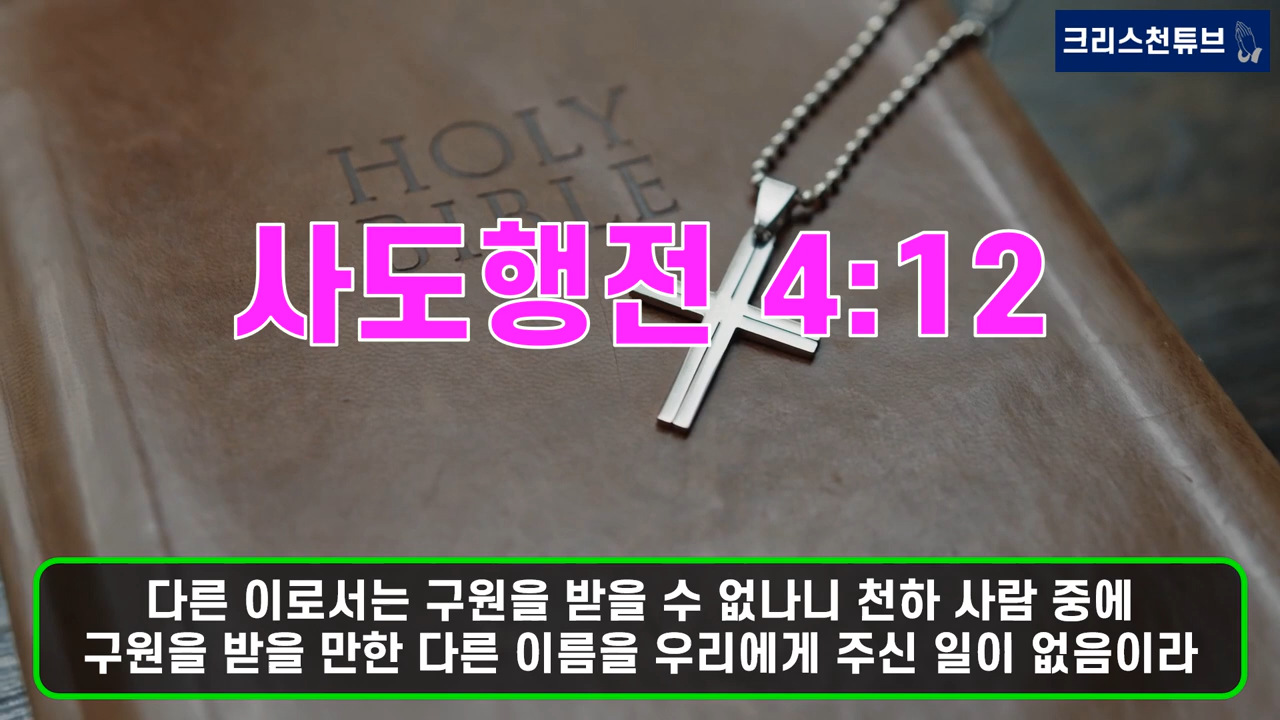 크리스천튜브
HOLY
BIBLE
사도행전 4:12
다른 이로서는 구원을 받을 수 없나니 천하 사람 중에
구원을 받을 만한 다른 이름을 우리에게 주신 일이 없음이라